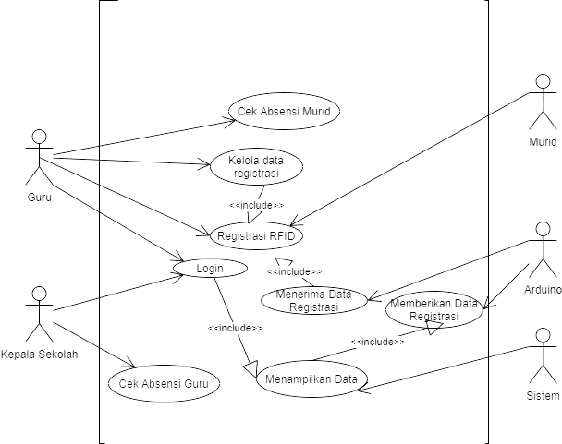 Cek Absensi Murid
Murid
Kelola data
registrasi
Guru
<<include>>
Registrasi RFID
Login
<<include>>
Menerima Data
Registrasi
Memberikan Data
Registrasi
Arduino
<<include>>
<<include>>
Kepala Sekolah
Cek Absensi Guru
Menampilkan Data
Sistem